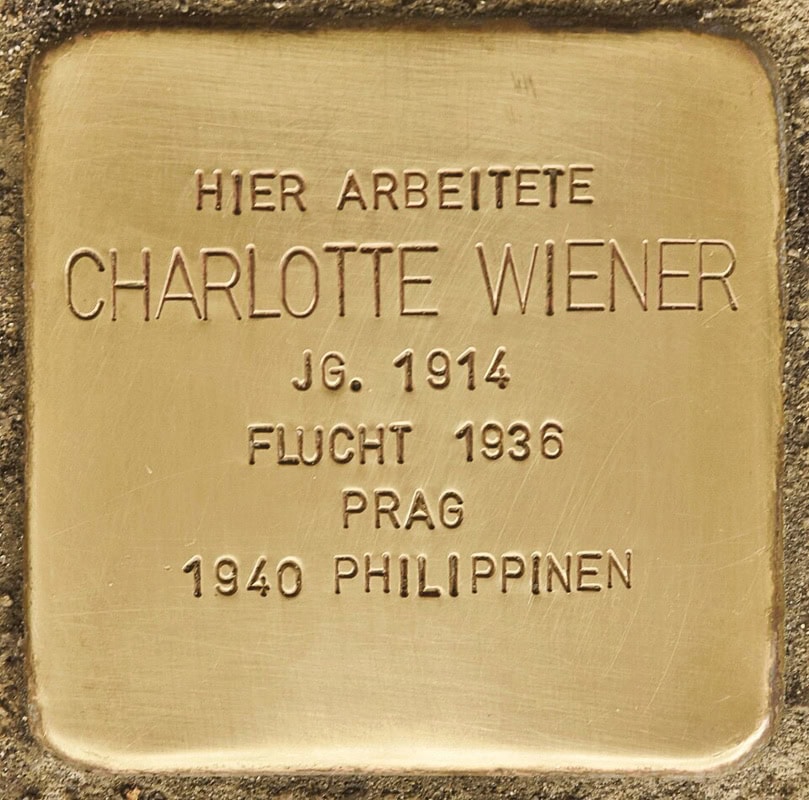 HIER ARBEITETE
CHARLOTTE WIENER
JG. 1914
FLUCHT 1936
PRAG
1940 PHILIPPINEN